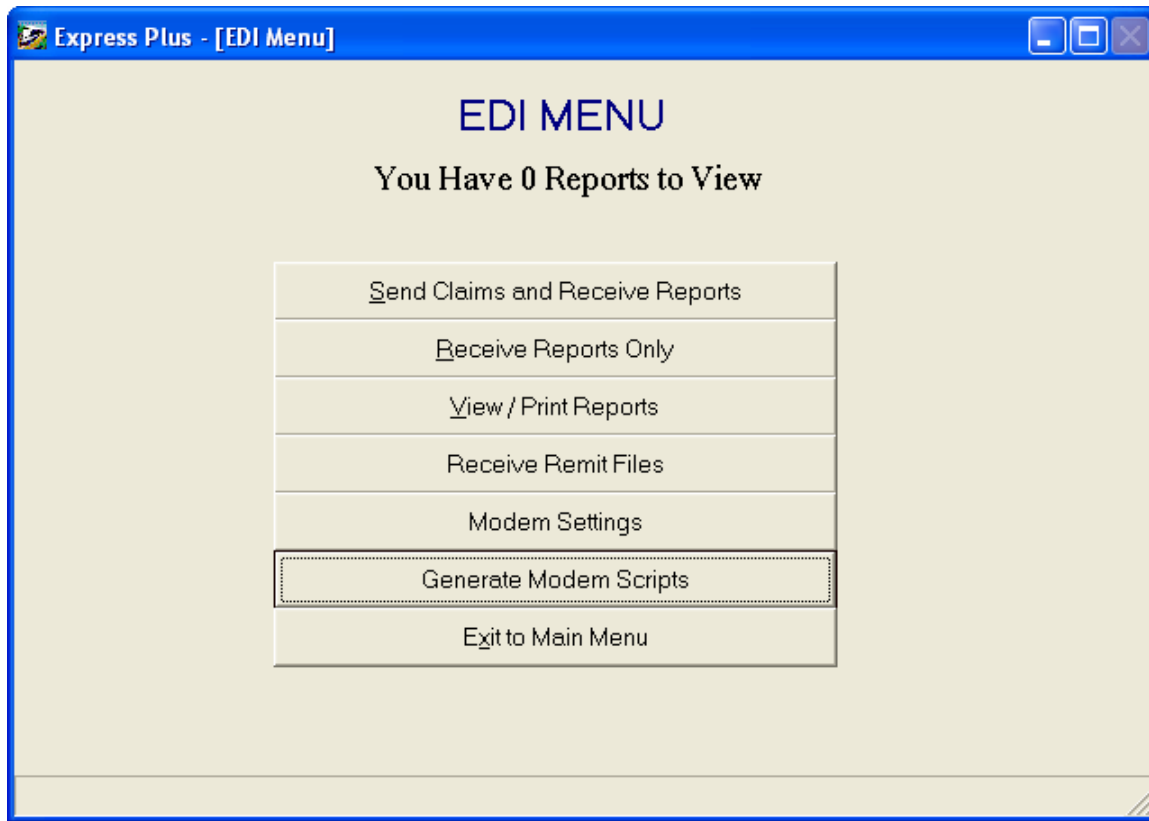 Express Plus - [EDI Menu]
EDI MENU
You Have 0 Reports to View
Send Claims and Receive Reports
Receive Reports Only
View / Print Reports
Receive Remit Files
Modem Settings
Generate Modem Scripts
Exit to Main Menu